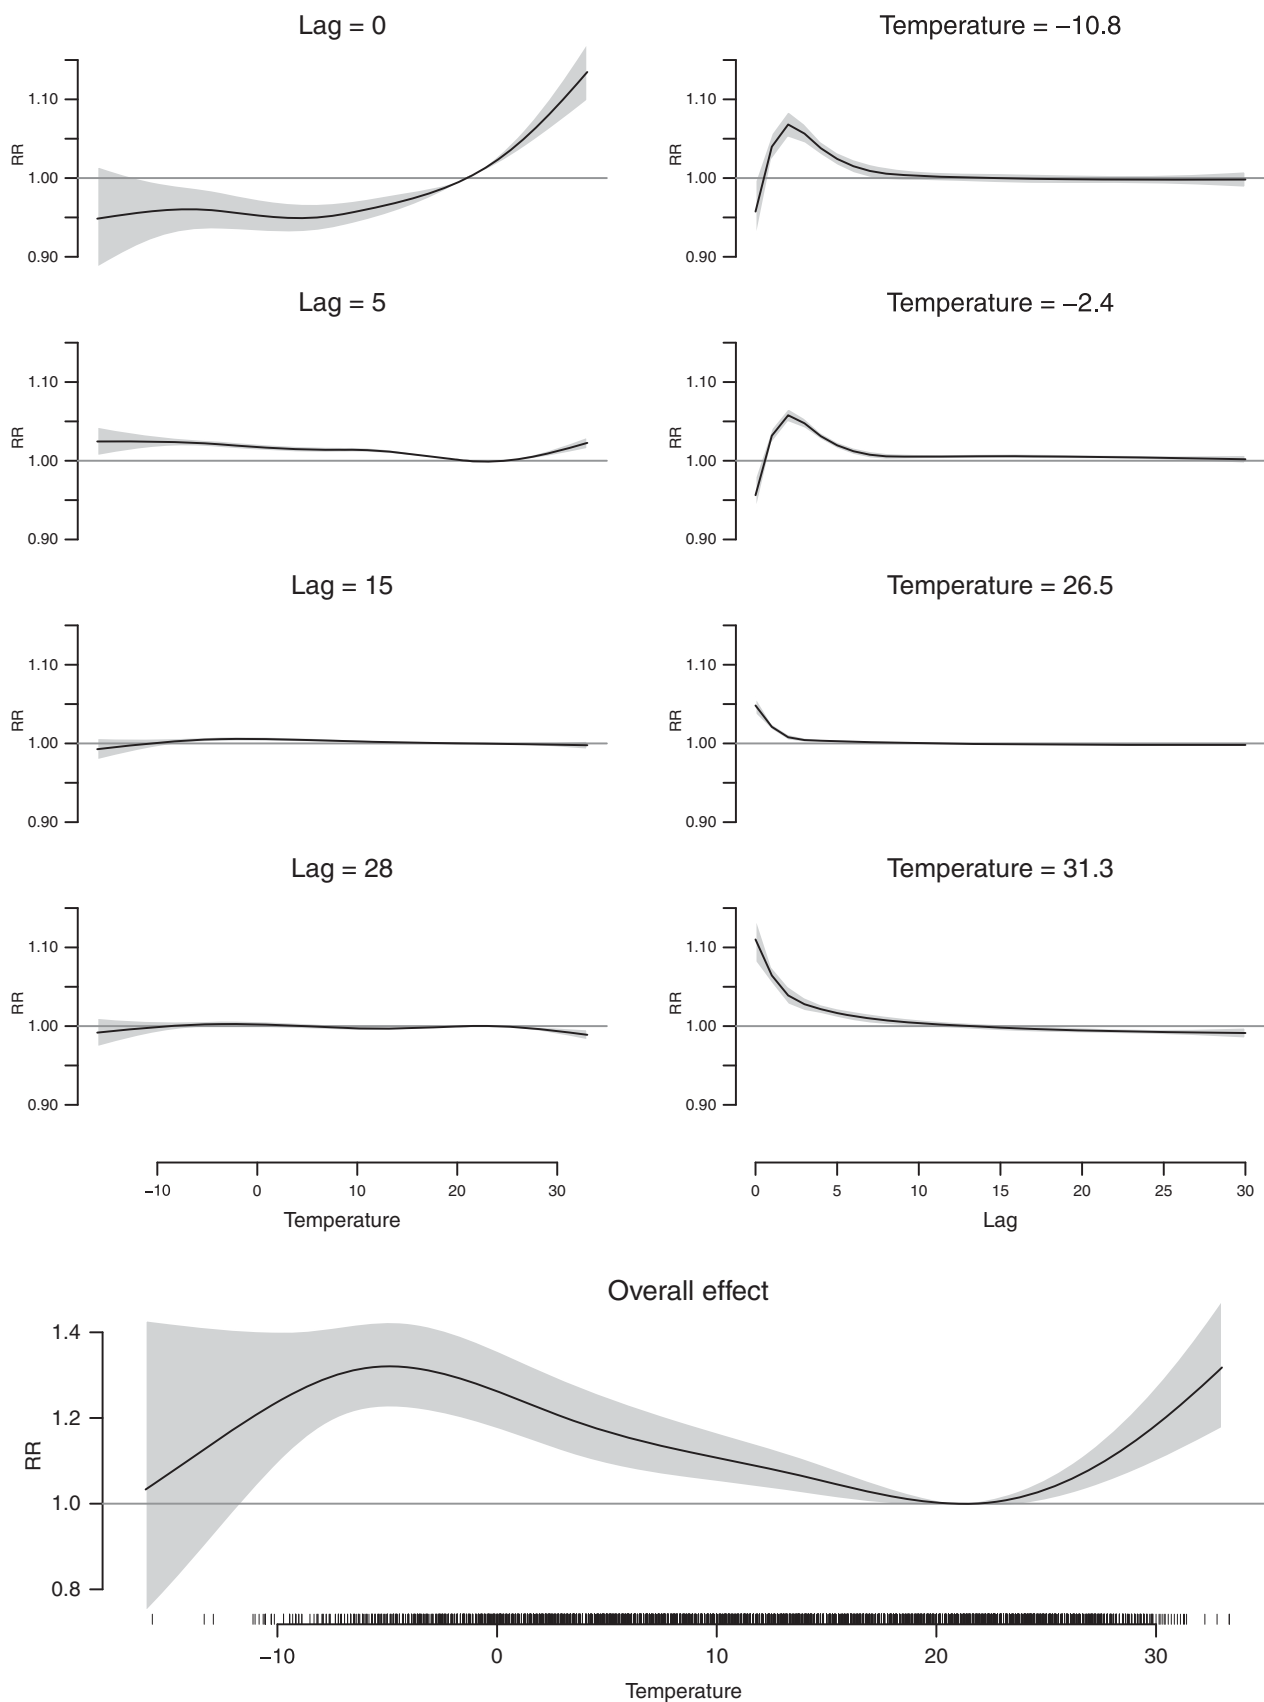 Lag = 0
Temperature = −10.8
1.10
1.00
0.90
RR
1.10
1.00
0.90
RR
Lag = 5
Temperature = −2.4
1.10
1.00
0.90
RR
1.10
1.00
0.90
RR
Lag = 15
Temperature = 26.5
1.10
1.00
0.90
RR
1.10
1.00
0.90
RR
Lag = 28
Temperature = 31.3
1.10
1.00
0.90
RR
1.10
1.00
0.90
RR
−10 0 10 20 30
Temperature
0 5 10 15 20 25 30
Lag
Overall effect
1.4
1.2
1.0
0.8
RR
−10 0 10 20 30
Temperature